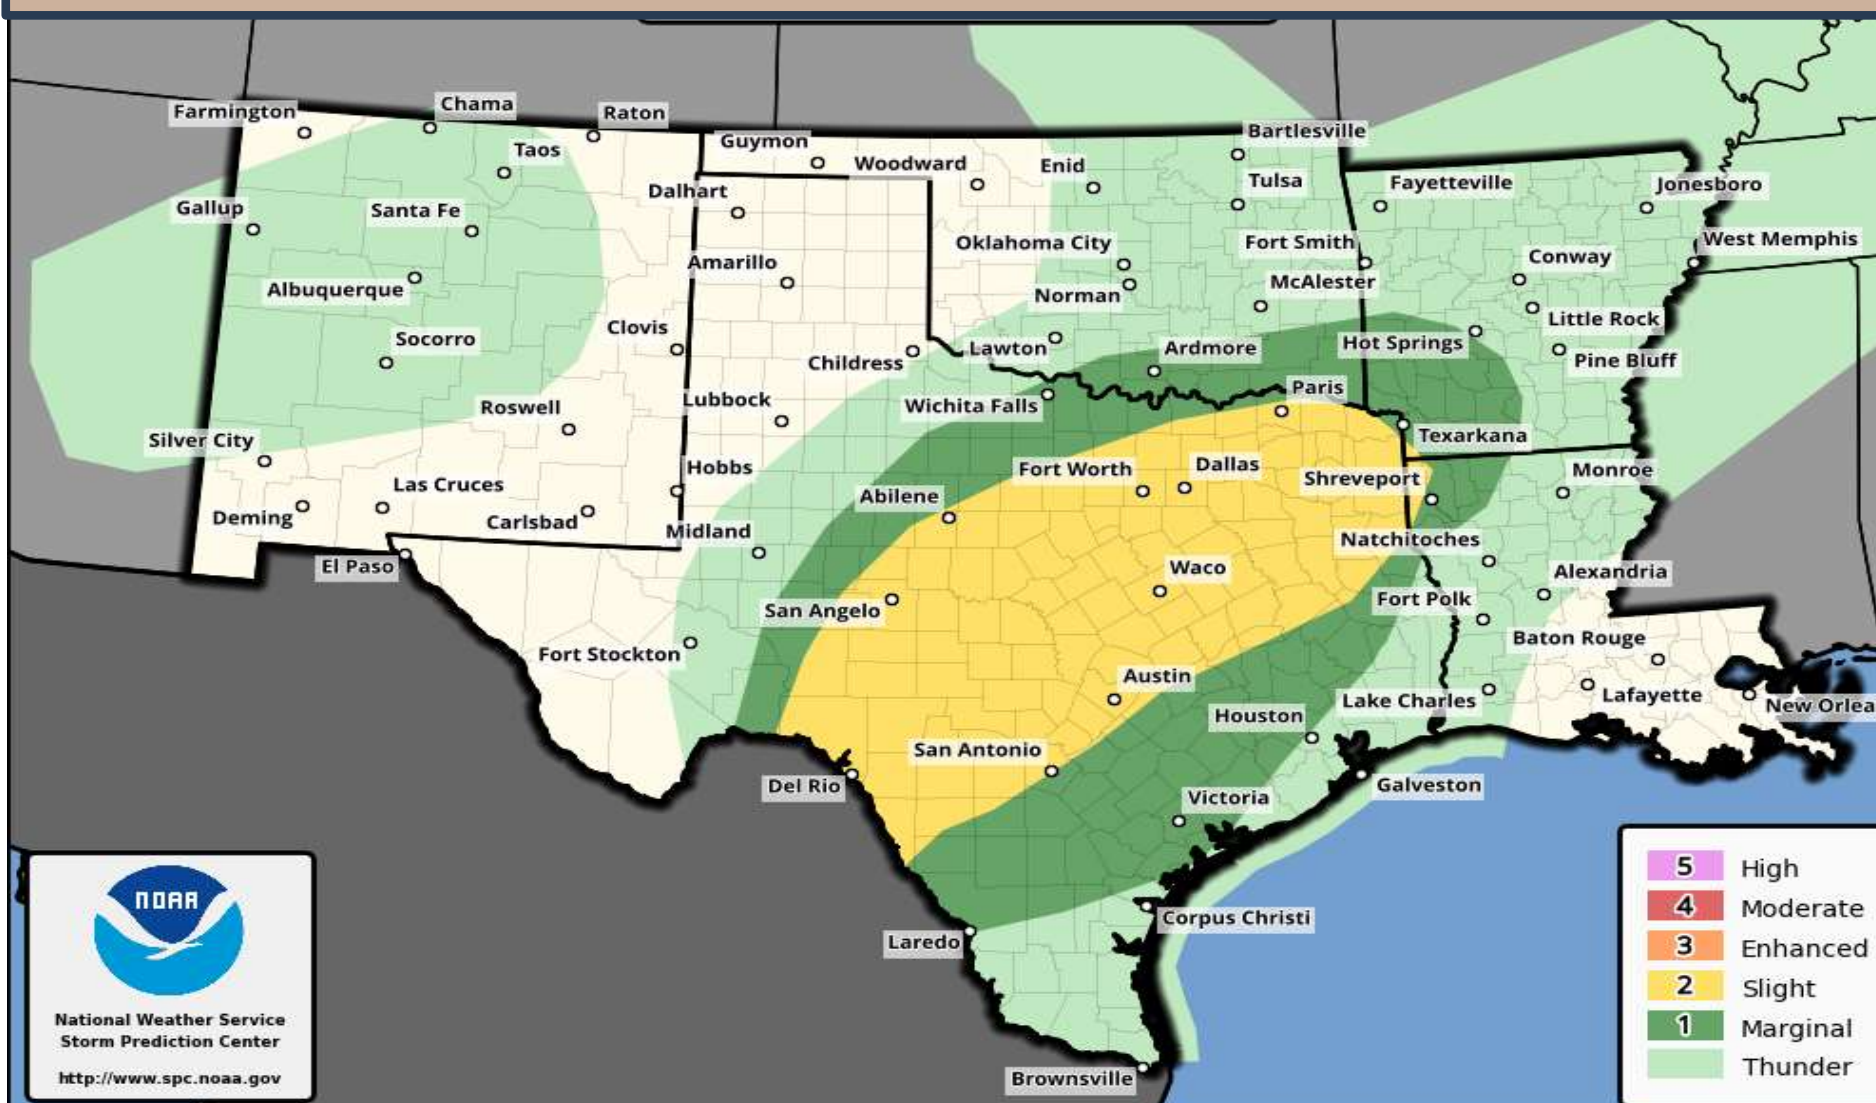 Farmington
Chama
Raton
Taos
Guymon
Woodward
Enid
Bartlesville
Dalhart
Tulsa
Fayetteville
Jonesboro
Gallup
Santa Fe
Oklahoma City
Fort Smith
Conway
West Memphis
Amarillo
Albuquerque
Norman
McAlester
Little Rock
Socorro
Clovis
Childress
Lawton
Ardmore
Hot Springs
Pine Bluff
Roswell
Lubbock
Wichita Falls
Paris
Silver City
Texarkana
Hobbs
Fort Worth
Dallas
Shreveport
Monroe
Las Cruces
Abilene
Deming
Carlsbad
Midland
Natchitoches
El Paso
Waco
Alexandria
San Angelo
Fort Polk
Fort Stockton
Baton Rouge
Austin
Lake Charles
Lafayette
New Orlea
Houston
San Antonio
Del Rio
Galveston
Victoria
Corpus Christi
Laredo
Brownsville
NOAA
National Weather Service
Storm Prediction Center
http://www.spc.noaa.gov
5 High
4 Moderate
3 Enhanced
2 Slight
1 Marginal
Thunder